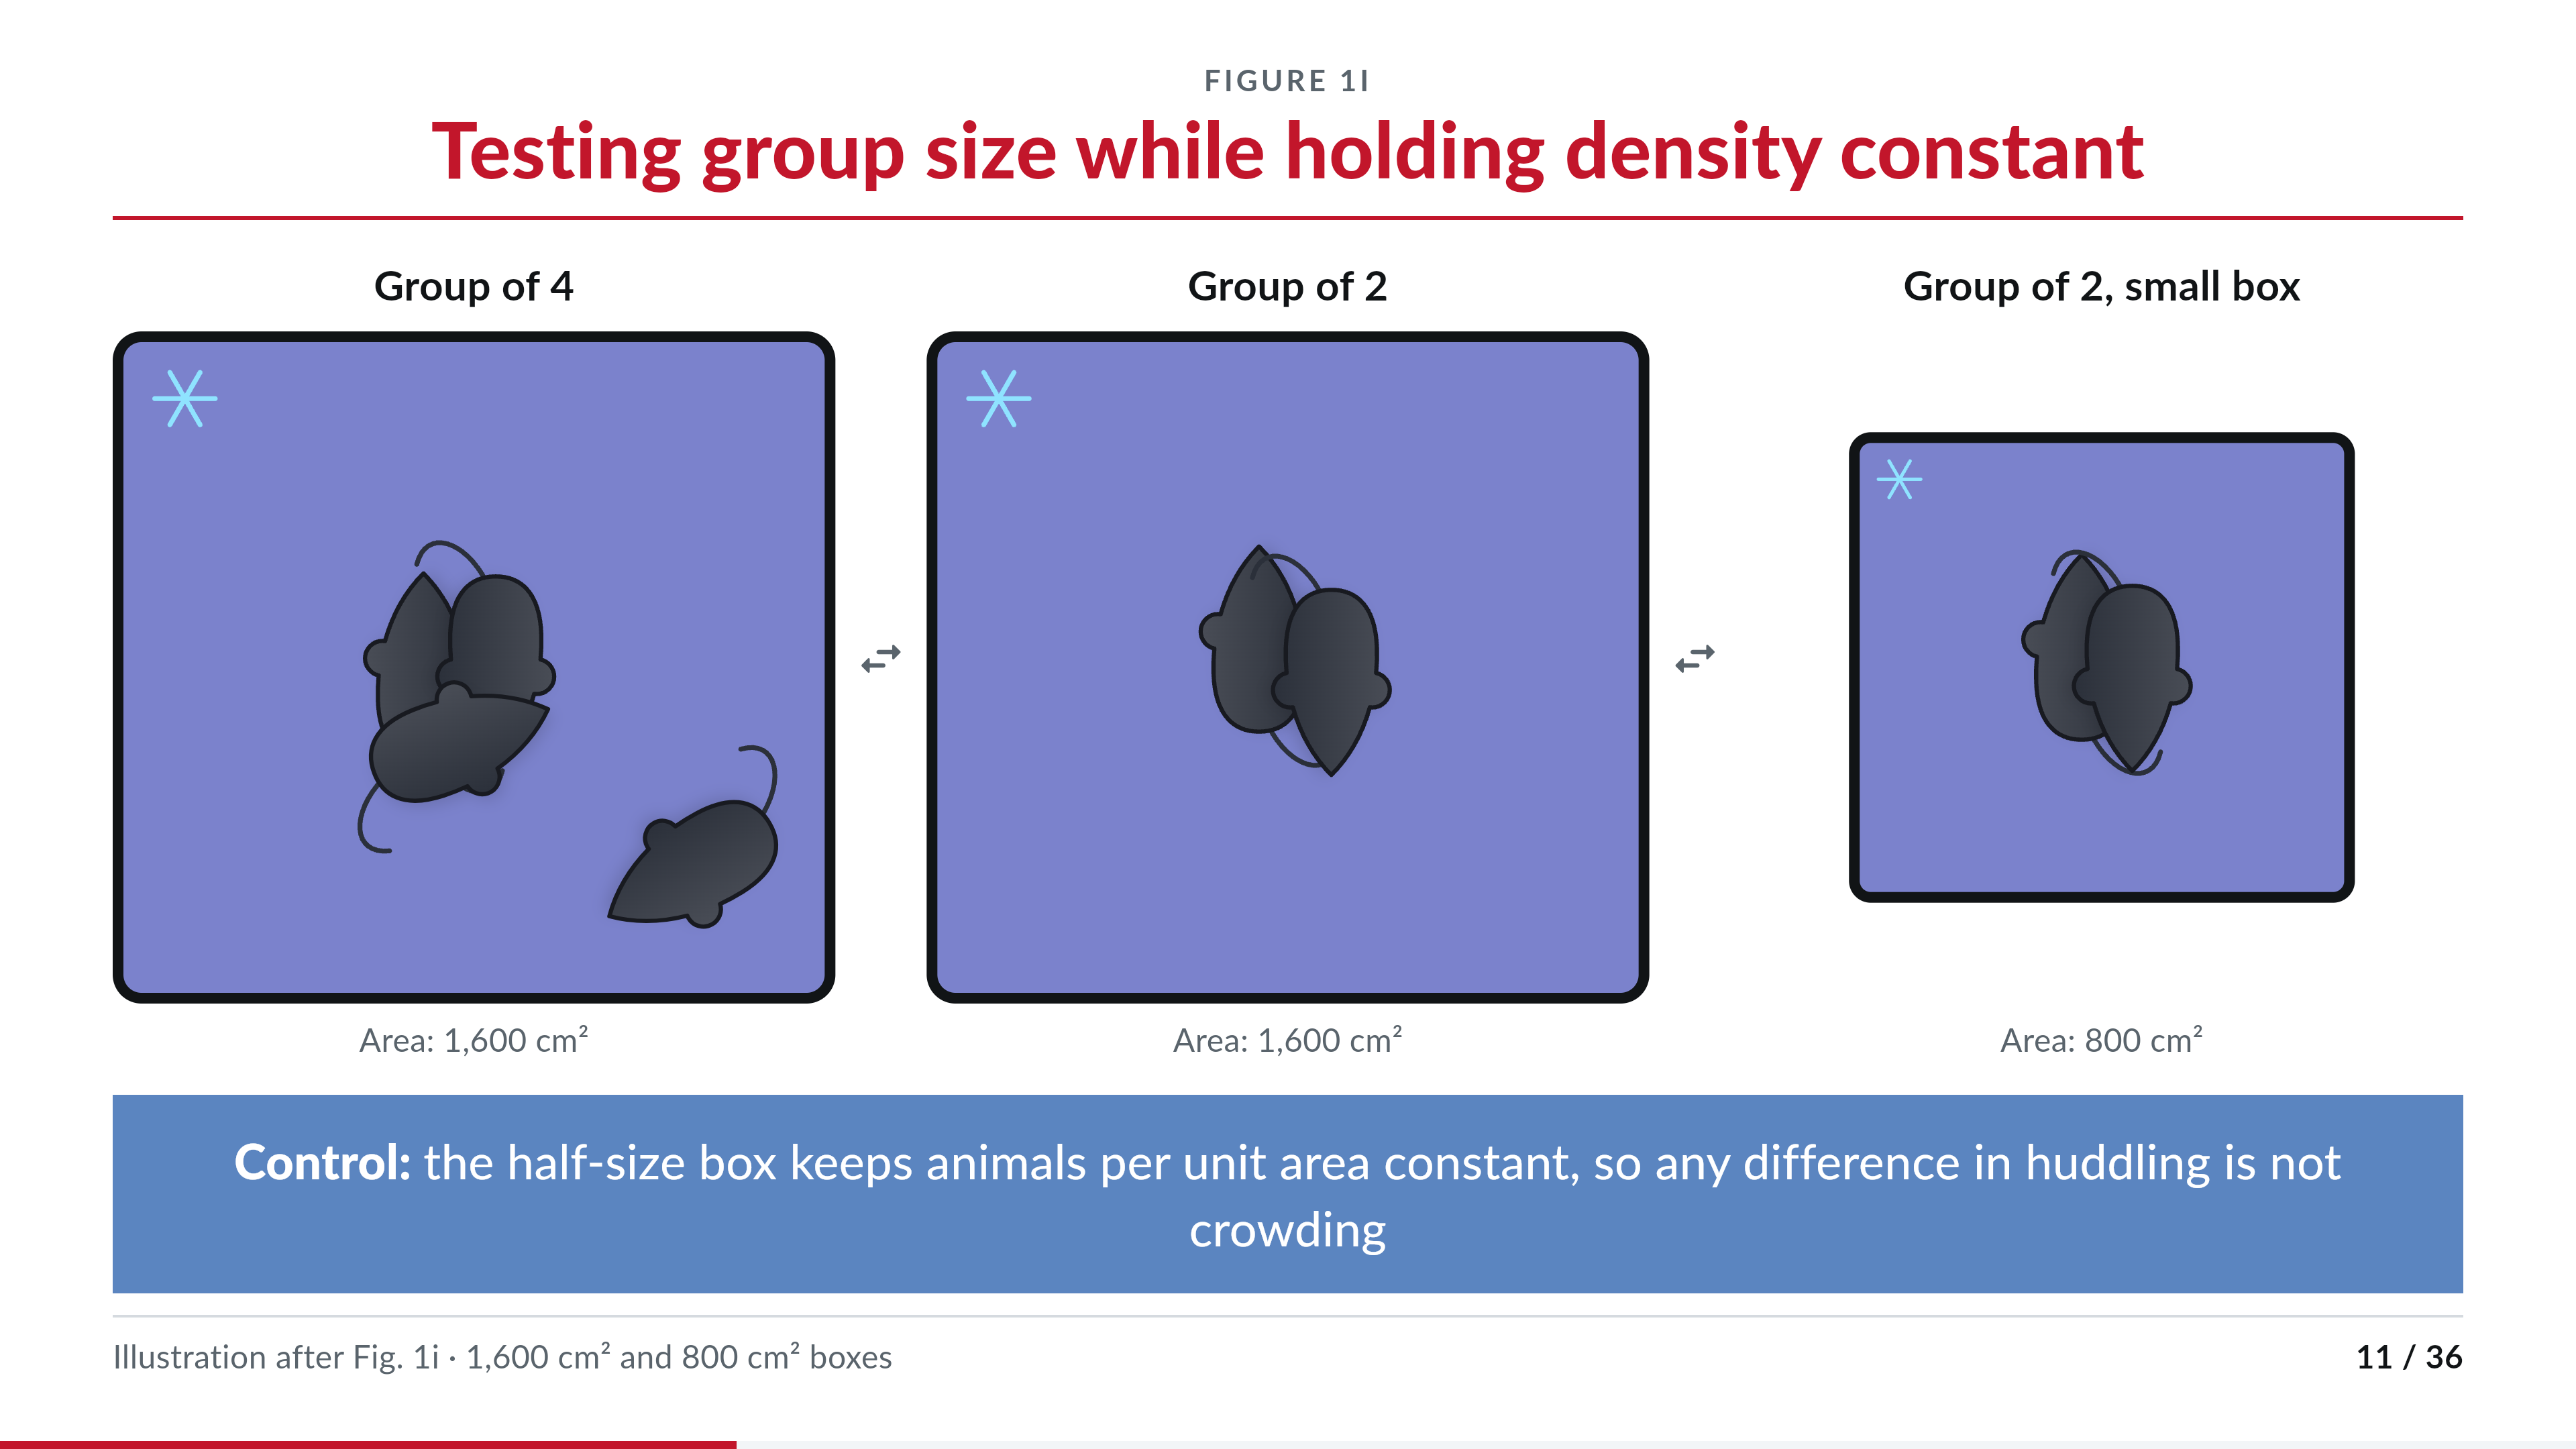 FIGURE 1I
Testing group size while holding density constant
Group of 4
Group of 2
Group of 2, small box
Area: 1,600 cm²
Area: 1,600 cm²
Area: 800 cm²
Control: the half-size box keeps animals per unit area constant, so any difference in huddling is not
crowding
Illustration after Fig. 1i · 1,600 cm² and 800 cm² boxes
11 / 36